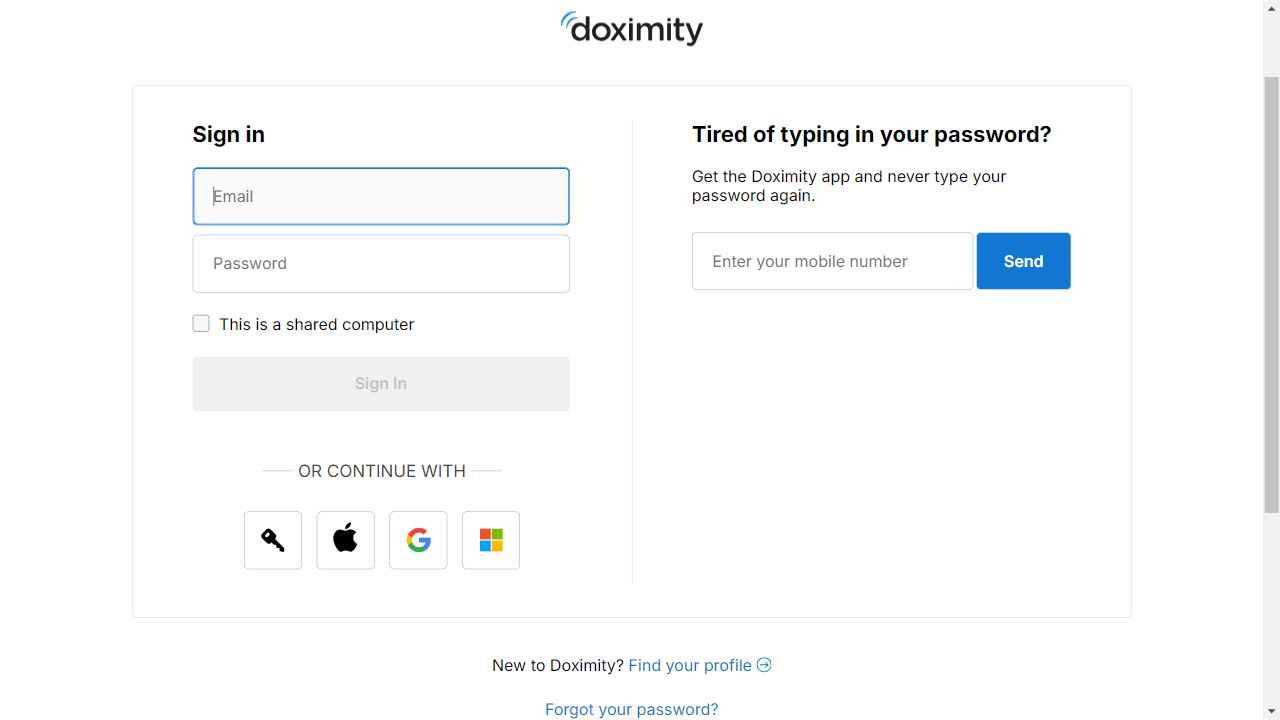 doximity
Sign in
Email
Password
This is a shared computer
Sign In
OR CONTINUE WITH
Tired of typing in your password?
Get the Doximity app and never type your
password again.
Enter your mobile number
Send
New to Doximity? Find your profile
Forgot your password?